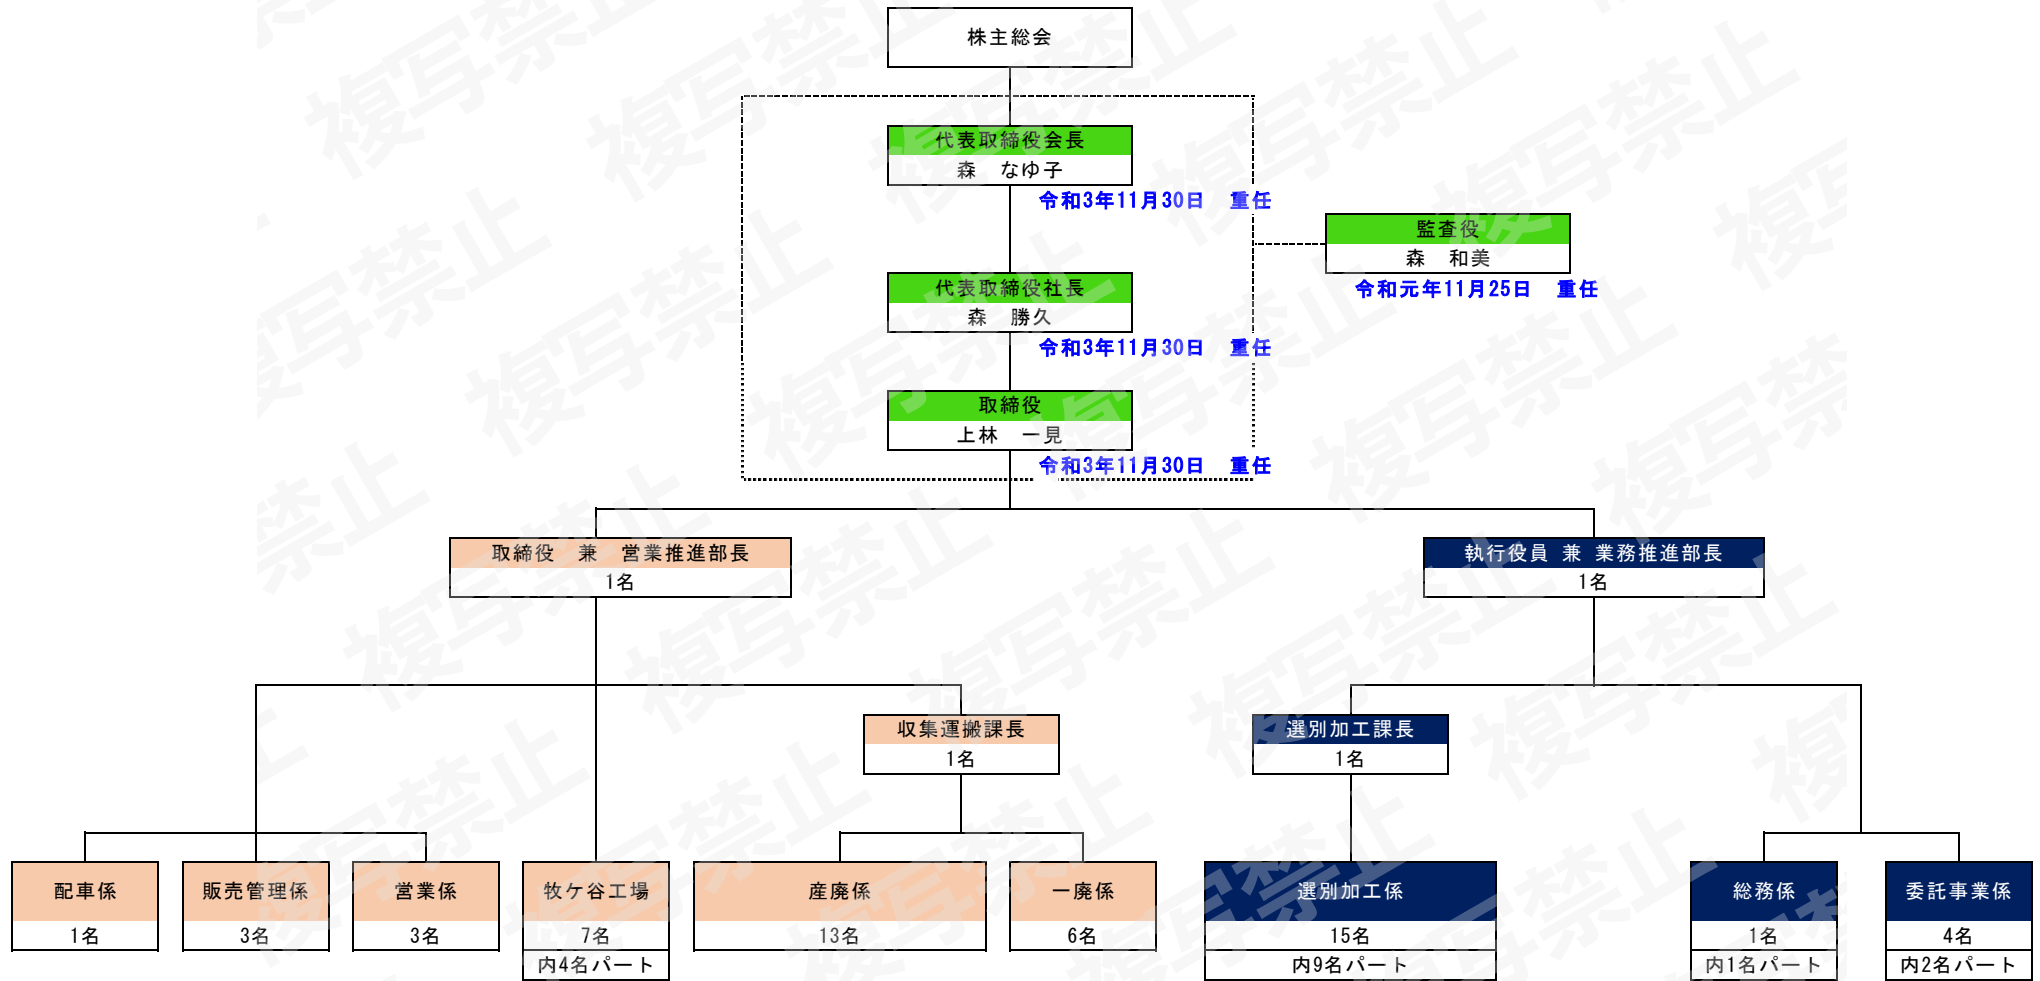 株主総会
代表取締役会長
森　なゆ子
令和3年11月30日　重任
監査役
森　和美
令和元年11月25日　重任
代表取締役社長
森　勝久
令和3年11月30日　重任
取締役
上林　一見
令和3年11月30日　重任
取締役　兼　営業推進部長
1名
執行役員 兼 業務推進部長
1名
収集運搬課長
1名
選別加工課長
1名
配車係
1名
販売管理係
3名
営業係
3名
牧ケ谷工場
7名
内4名パート
産廃係
13名
一廃係
6名
選別加工係
15名
内9名パート
総務係
1名
内1名パート
委託事業係
4名
内2名パート
複写禁止